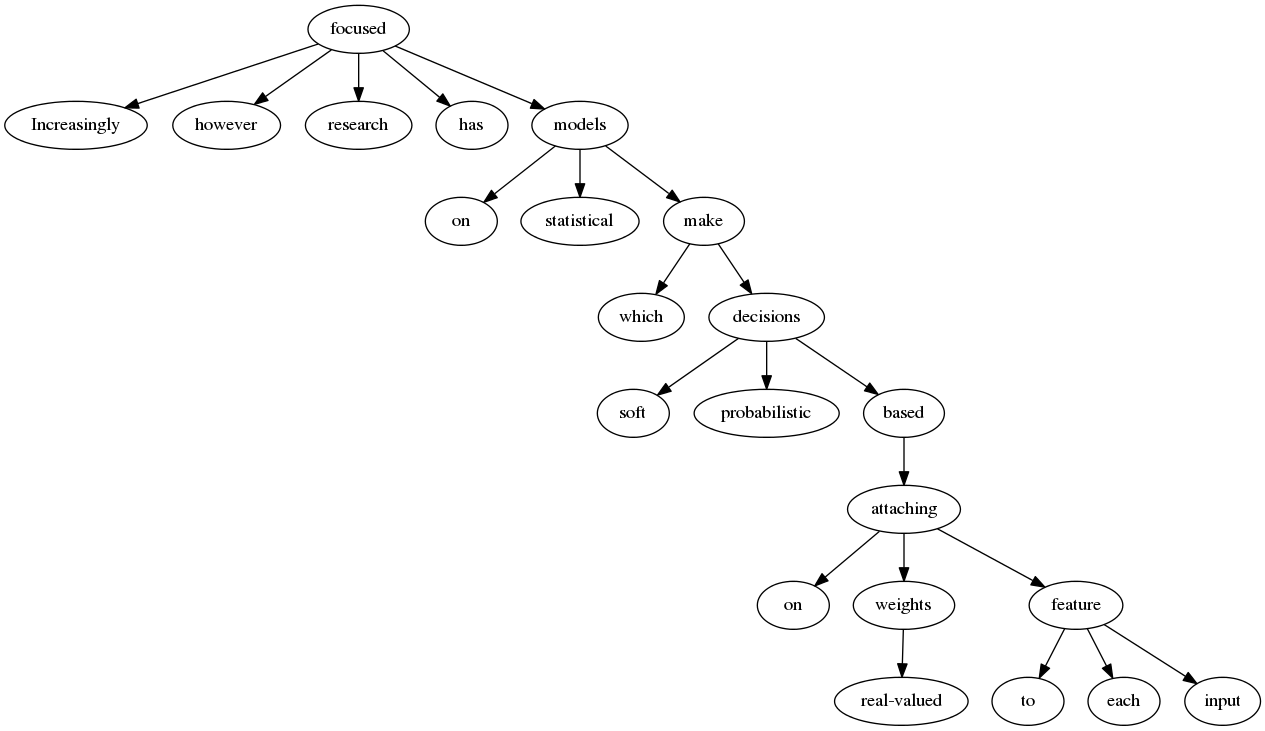 focused
Increasingly however research has models
on statistical make
which decisions
soft probabilistic based
attaching
on weights feature
real-valued to each input